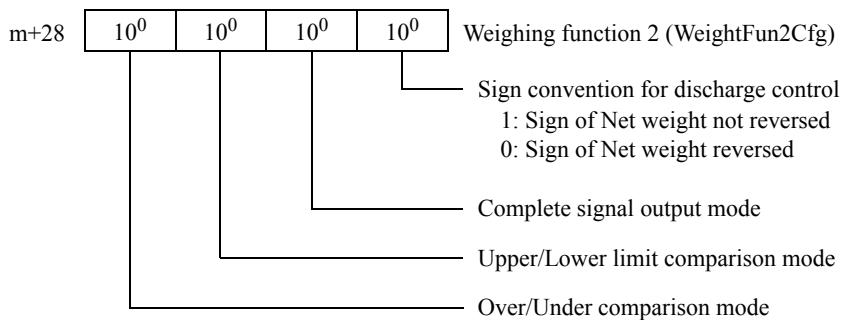 m+28 10⁰ 10⁰ 10⁰ 10⁰ Weighing function 2 (WeightFun2Cfg)
Sign convention for discharge control
1: Sign of Net weight not reversed
0: Sign of Net weight reversed
Complete signal output mode
Upper/Lower limit comparison mode
Over/Under comparison mode